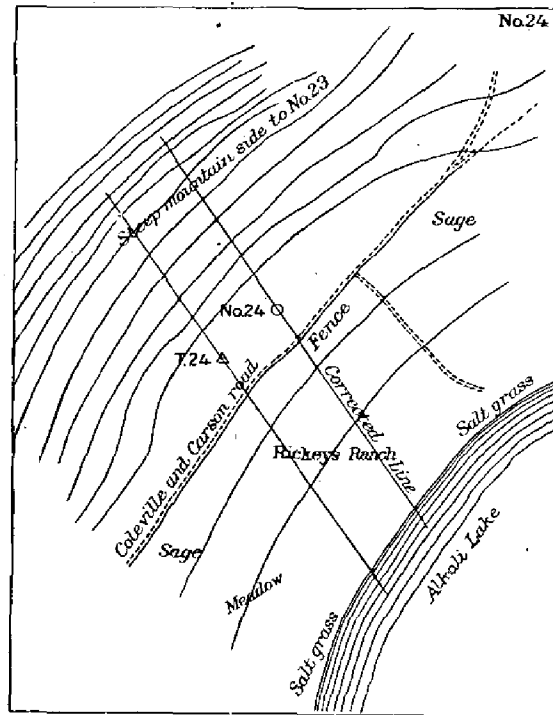 No.24
Steep mountain side to No.23
Sage
No.24
Fence
T.24
Corrected Line
Coleville and Carson road
Salt grass
Rickeys Ranch
Sage
Meadow
Alkali Lake
Salt grass